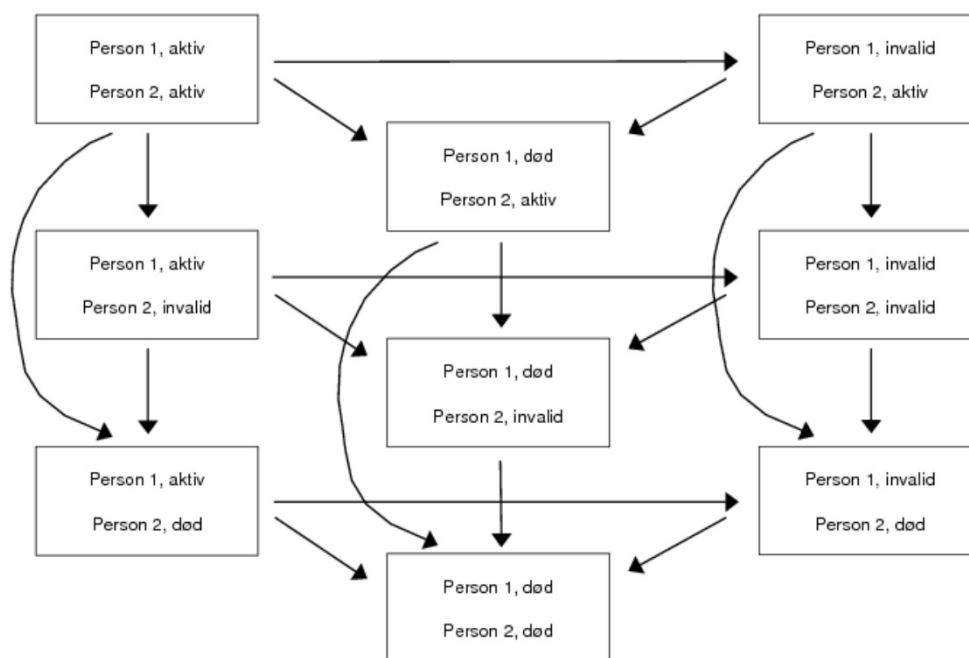 Person 1, aktiv
Person 2, aktiv
Person 1, invalid
Person 2, aktiv
Person 1, død
Person 2, aktiv
Person 1, aktiv
Person 2, invalid
Person 1, invalid
Person 2, invalid
Person 1, død
Person 2, invalid
Person 1, aktiv
Person 2, død
Person 1, invalid
Person 2, død
Person 1, død
Person 2, død